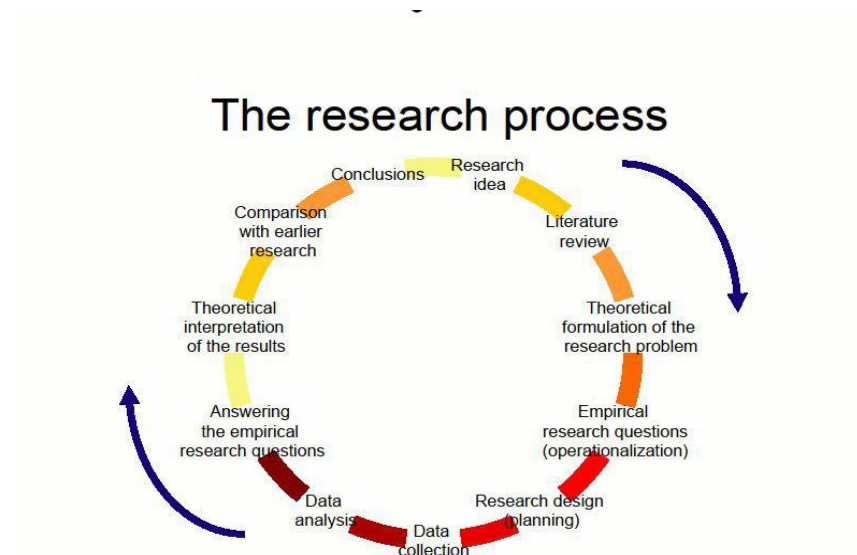 The research process
Research
idea
Literature
review
Theoretical
formulation of the
research problem
Empirical
research questions
(operationalization)
Research design
(planning)
Data
collection
Data
analysis
Answering
the empirical
research questions
Theoretical
interpretation
of the results
Comparison
with earlier
research
Conclusions